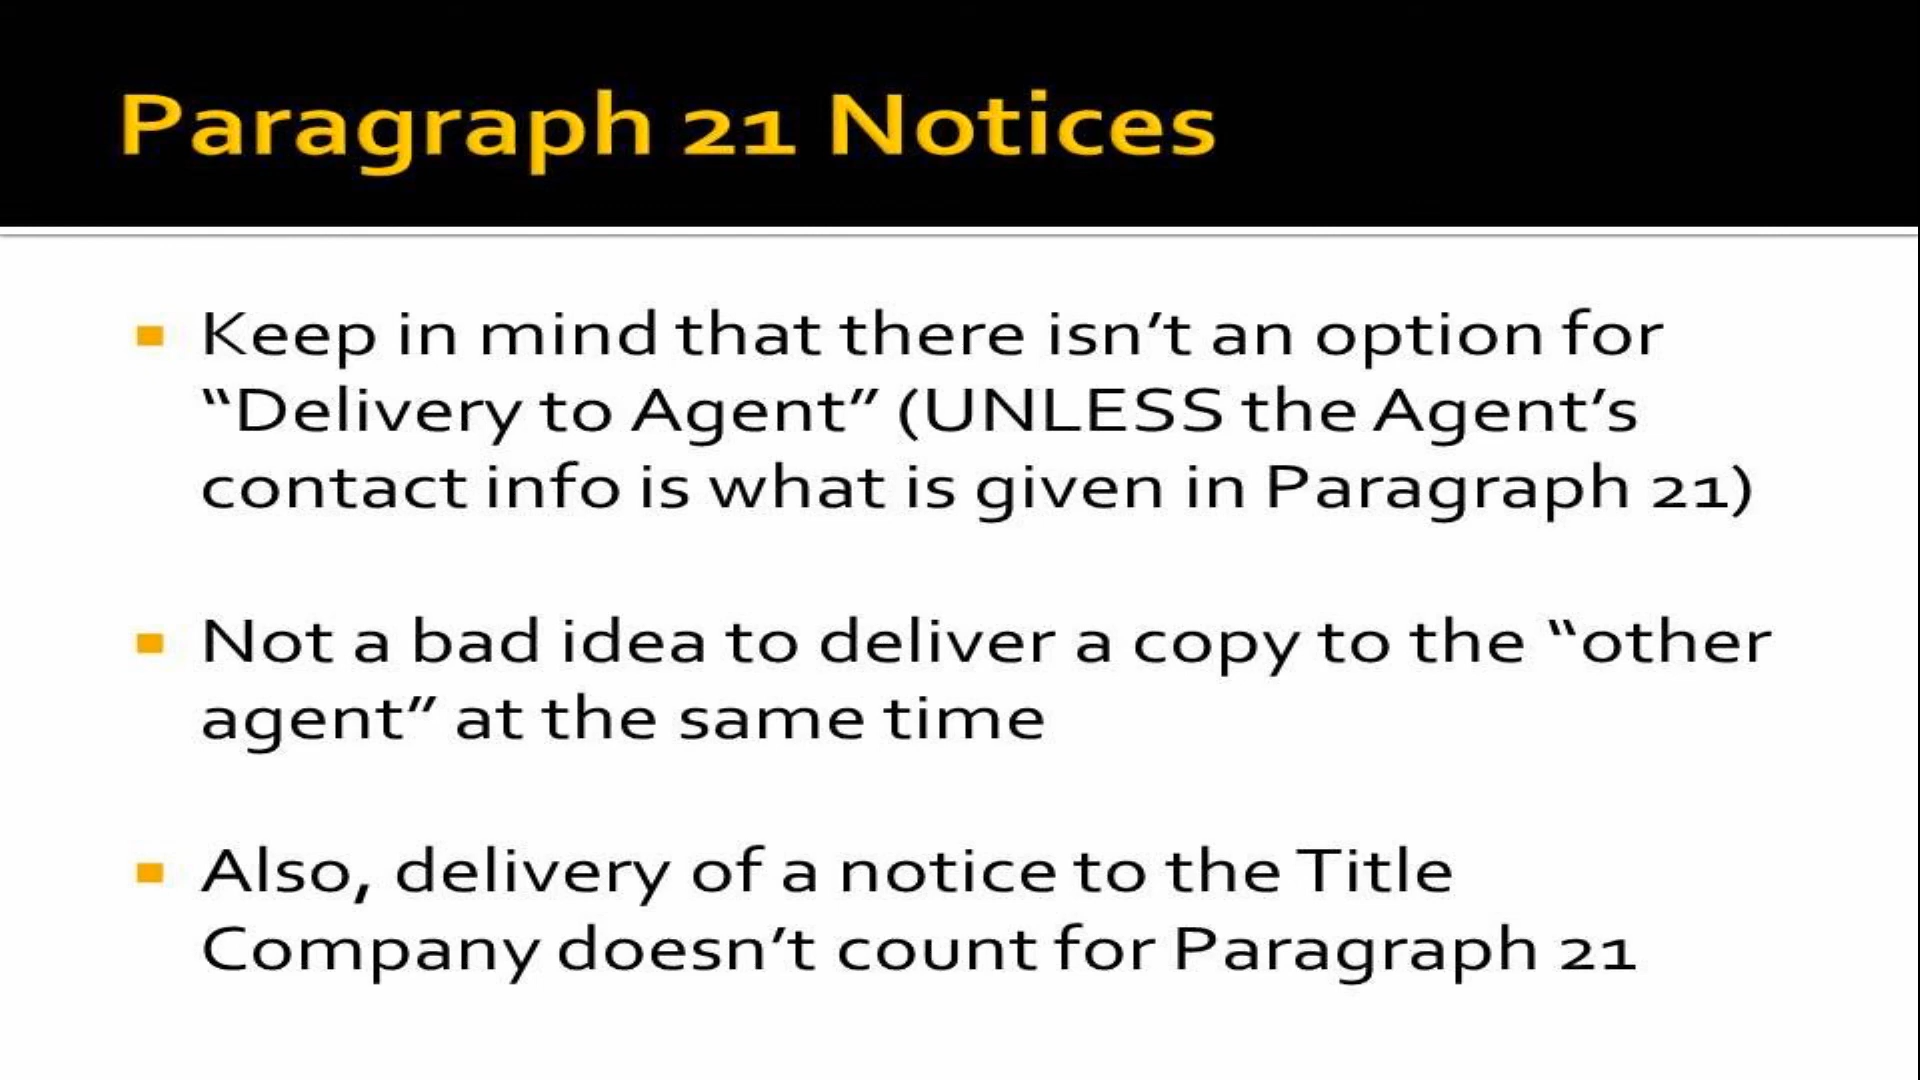 Paragraph 21 Notices
Keep in mind that there isn’t an option for
“Delivery to Agent” (UNLESS the Agent’s
contact info is what is given in Paragraph 21)
Not a bad idea to deliver a copy to the “other
agent” at the same time
Also, delivery of a notice to the Title
Company doesn’t count for Paragraph 21